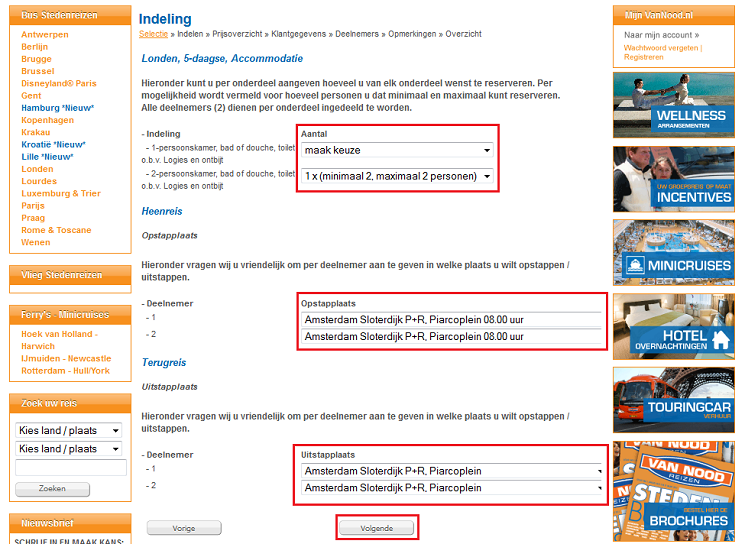 Bus Stedenreizen
Antwerpen
Berlijn
Brugge
Brussel
Disneyland® Paris
Gent
Hamburg *Nieuw*
Kopenhagen
Krakau
Kroatië *Nieuw*
Lille *Nieuw*
Londen
Lourdes
Luxemburg & Trier
Parijs
Praag
Rome & Toscane
Wenen
Vlieg Stedenreizen
Ferry's - Minicruises
Hoek van Holland -
Harwich
IJmuiden - Newcastle
Rotterdam - Hull/York
Zoek uw reis
Kies land / plaats
Kies land / plaats
Zoeken
Nieuwsbrief
SCHRIJF IN EN MAAK KANS:
Indeling
Selectie » Indelen » Prijsoverzicht » Klantgegevens » Deelnemers » Opmerkingen » Overzicht
Londen, 5-daagse, Accommodatie
Hieronder kunt u per onderdeel aangeven hoeveel u van elk onderdeel wenst te reserveren. Per
mogelijkheid wordt vermeld voor hoeveel personen u dat minimaal en maximaal kunt reserveren.
Alle deelnemers (2) dienen per onderdeel ingedeeld te worden.
- Indeling Aantal
- 1-persoonskamer, bad of douche, toilet maak keuze
o.b.v. Logies en ontbijt
- 2-persoonskamer, bad of douche, toilet 1 x (minimaal 2, maximaal 2 personen)
o.b.v. Logies en ontbijt
Heenreis
Opstapplaats
Hieronder vragen wij u vriendelijk om per deelnemer aan te geven in welke plaats u wilt opstappen /
uitstappen.
- Deelnemer Opstapplaats
- 1 Amsterdam Sloterdijk P+R, Piarcoplein 08.00 uur
- 2 Amsterdam Sloterdijk P+R, Piarcoplein 08.00 uur
Terugreis
Uitstapplaats
Hieronder vragen wij u vriendelijk om per deelnemer aan te geven in welke plaats u wilt opstappen /
uitstappen.
- Deelnemer Uitstapplaats
- 1 Amsterdam Sloterdijk P+R, Piarcoplein
- 2 Amsterdam Sloterdijk P+R, Piarcoplein
Vorige Volgende
Mijn VanNood.nl
Naar mijn account »
Wachtwoord vergeten |
Registreren
WELLNESS
ARRANGEMENTEN
UW GROEPSREIS OP MAAT
INCENTIVES
MINICRUISES
HOTEL
OVERNACHTINGEN
TOURINGCAR
VERHUUR
VAN NOOD
REIZEN
STEDEN
BESTEL HIER DE
BROCHURES